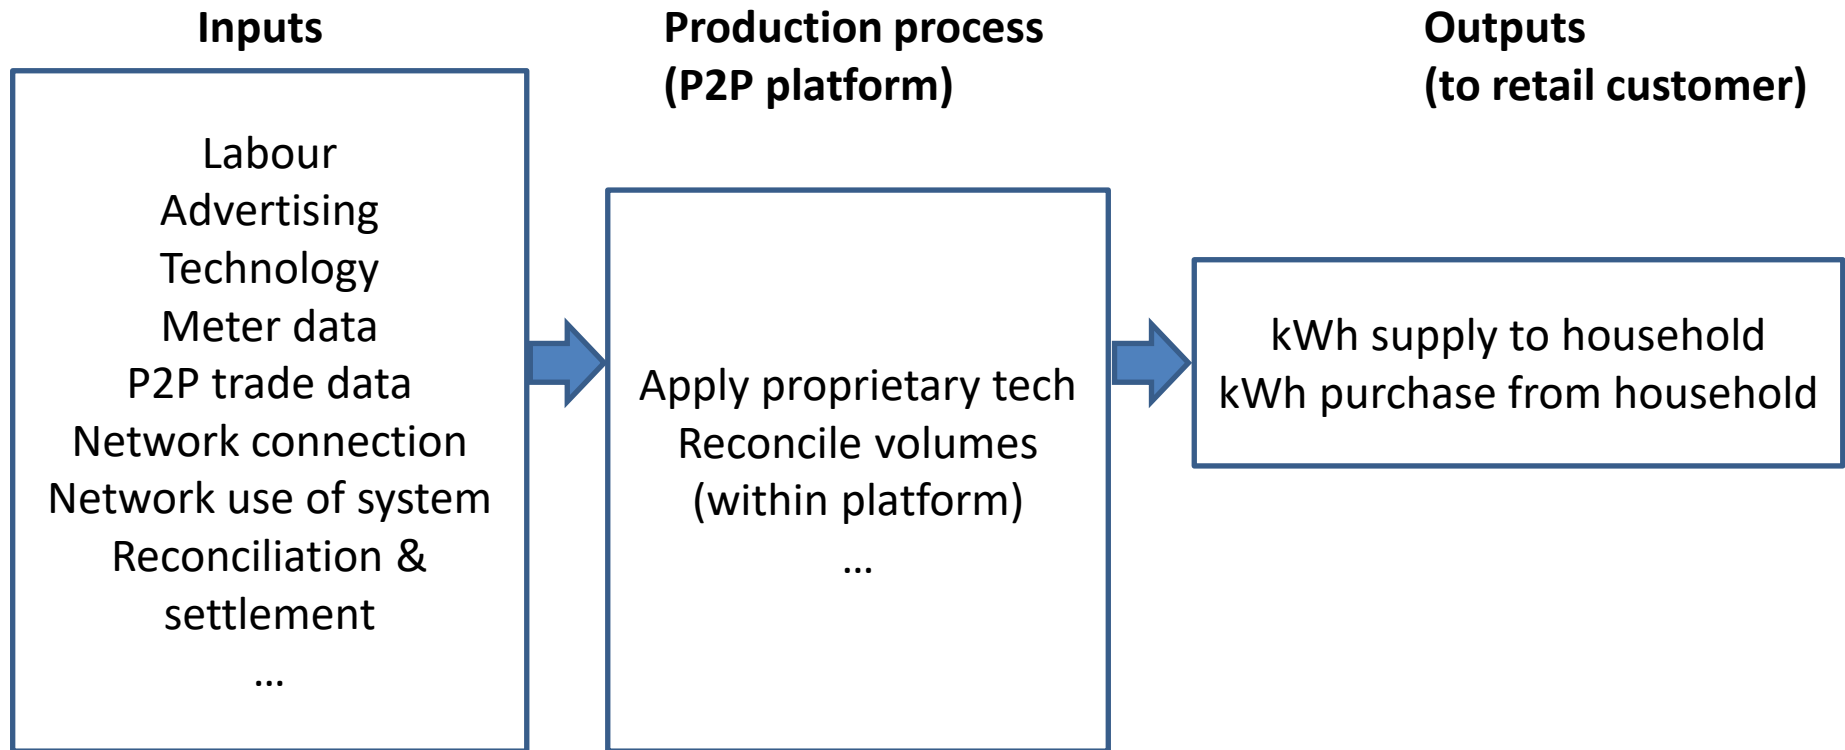 Inputs
Labour
Advertising
Technology
Meter data
P2P trade data
Network connection
Network use of system
Reconciliation &
settlement
…
Production process
(P2P platform)
Apply proprietary tech
Reconcile volumes
(within platform)
…
Outputs
(to retail customer)
kWh supply to household
kWh purchase from household